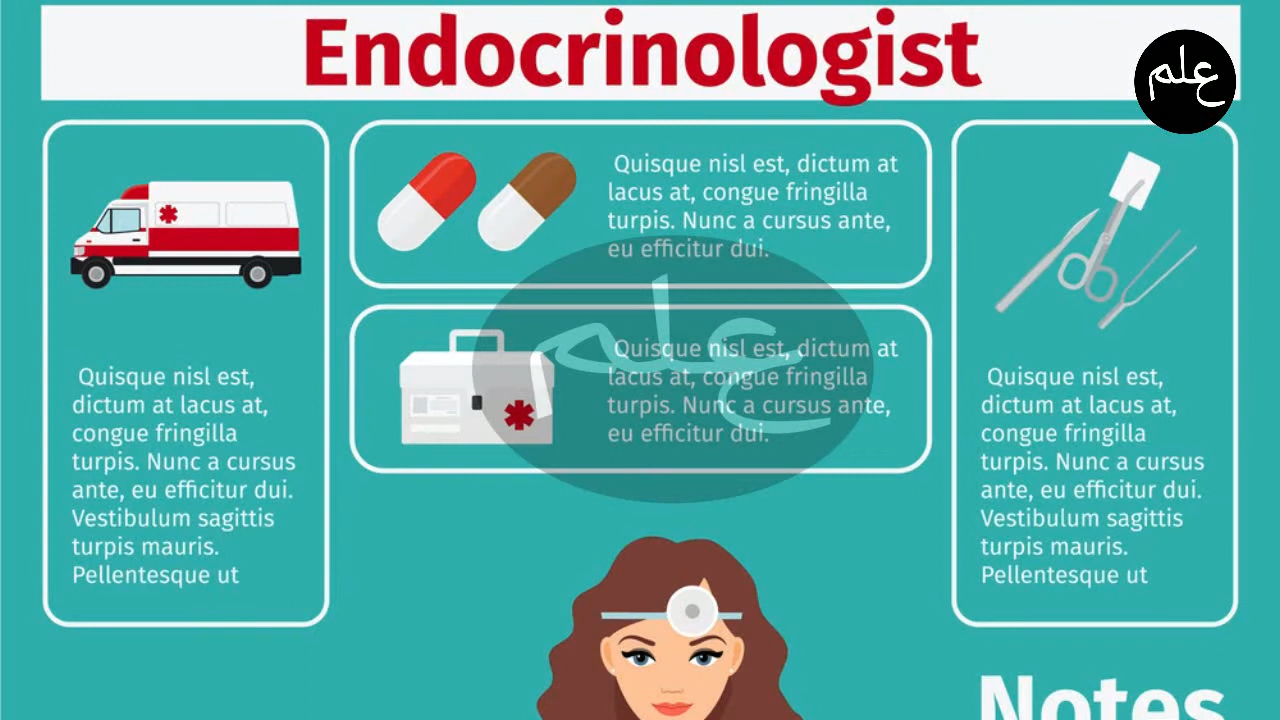 Endocrinologist
علم
Quisque nisl est, dictum at
lacus at, congue fringilla
turpis. Nunc a cursus ante,
eu efficitur dui.
علم
Quisque nisl est, dictum at
lacus at, congue fringilla
turpis. Nunc a cursus ante,
eu efficitur dui.
Quisque nisl est,
dictum at lacus at,
congue fringilla
turpis. Nunc a cursus
ante, eu efficitur dui.
Vestibulum sagittis
turpis mauris.
Pellentesque ut
Quisque nisl est,
dictum at lacus at,
congue fringilla
turpis. Nunc a cursus
ante, eu efficitur dui.
Vestibulum sagittis
turpis mauris.
Pellentesque ut
Notes